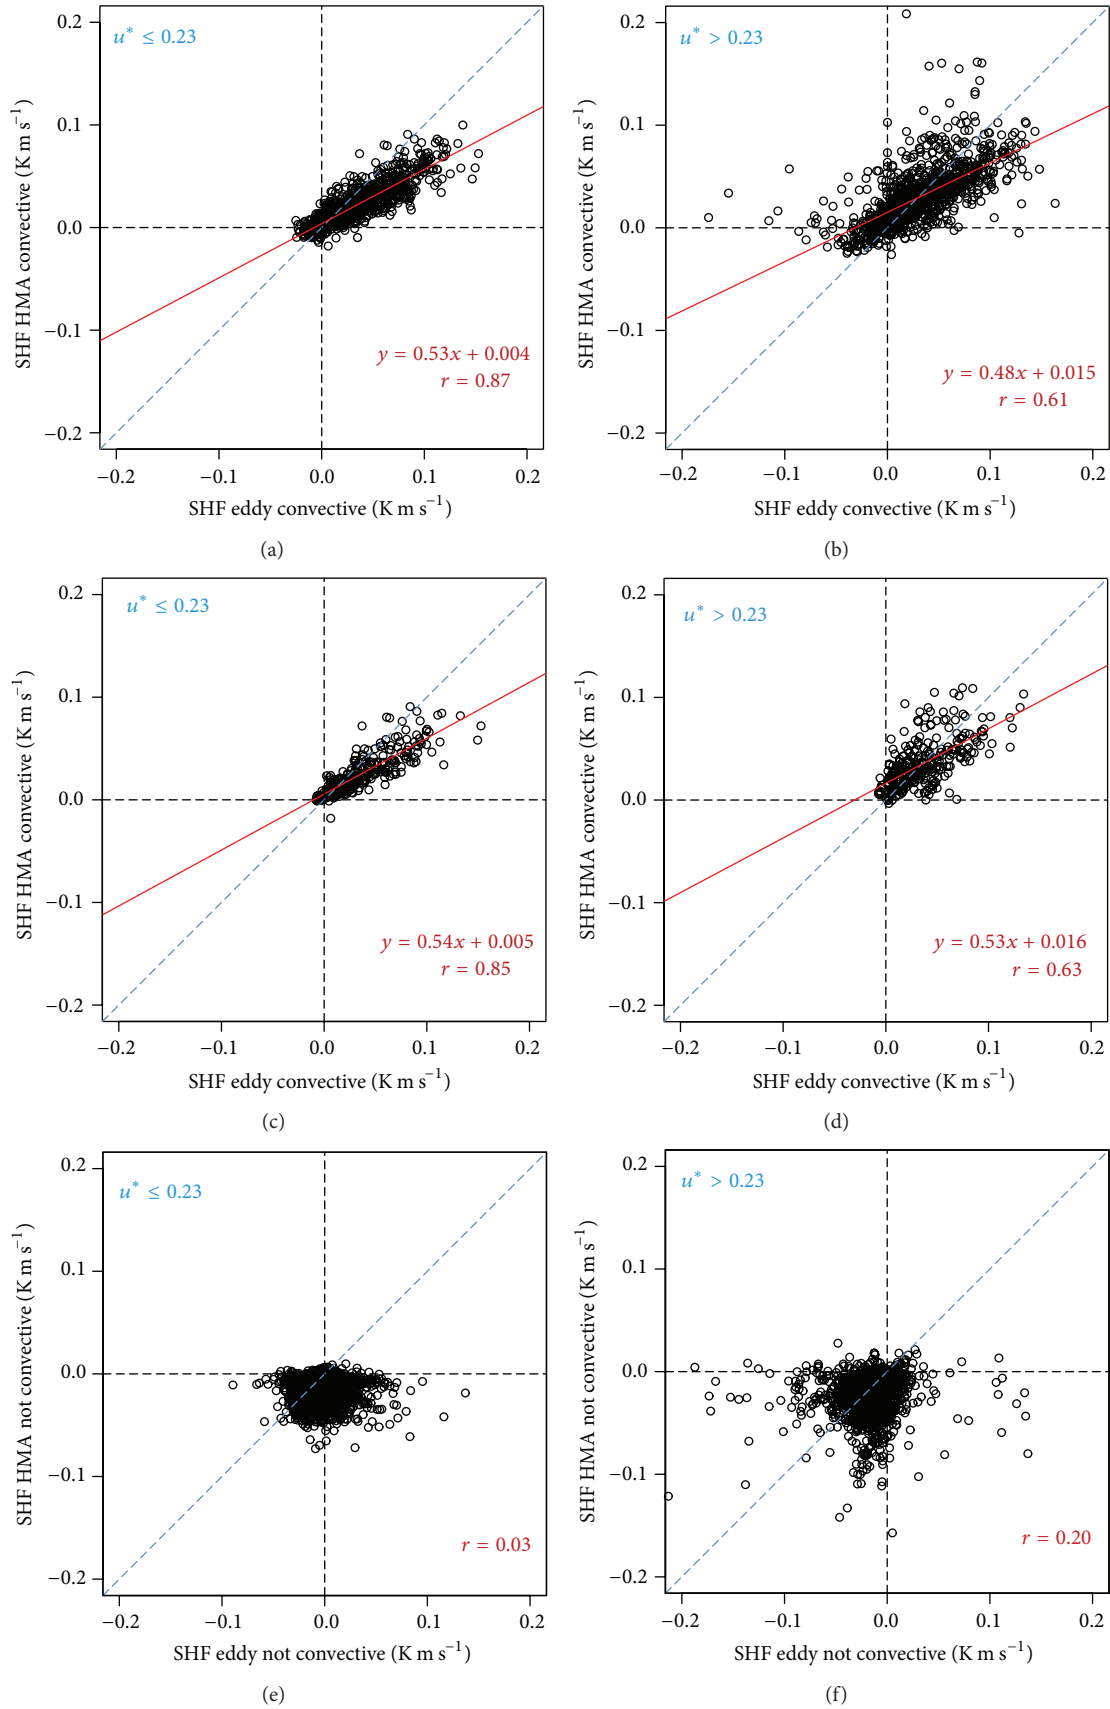 u* ≤ 0.23
0.2
0.1
0.0
−0.1
−0.2
SHF HMA convective (K m s⁻¹)
y = 0.53x + 0.004
r = 0.87
−0.2 −0.1 0.0 0.1 0.2
SHF eddy convective (K m s⁻¹)
(a)
u* > 0.23
0.2
0.1
0.0
−0.1
−0.2
SHF HMA convective (K m s⁻¹)
y = 0.48x + 0.015
r = 0.61
−0.2 −0.1 0.0 0.1 0.2
SHF eddy convective (K m s⁻¹)
(b)
u* ≤ 0.23
0.2
0.1
0.0
−0.1
−0.2
SHF HMA convective (K m s⁻¹)
y = 0.54x + 0.005
r = 0.85
−0.2 −0.1 0.0 0.1 0.2
SHF eddy convective (K m s⁻¹)
(c)
u* > 0.23
0.2
0.1
0.0
−0.1
−0.2
SHF HMA convective (K m s⁻¹)
y = 0.53x + 0.016
r = 0.63
−0.2 −0.1 0.0 0.1 0.2
SHF eddy convective (K m s⁻¹)
(d)
u* ≤ 0.23
0.2
0.1
0.0
−0.1
−0.2
SHF HMA not convective (K m s⁻¹)
r = 0.03
−0.2 −0.1 0.0 0.1 0.2
SHF eddy not convective (K m s⁻¹)
(e)
u* > 0.23
0.2
0.1
0.0
−0.1
−0.2
SHF HMA not convective (K m s⁻¹)
r = 0.20
−0.2 −0.1 0.0 0.1 0.2
SHF eddy not convective (K m s⁻¹)
(f)